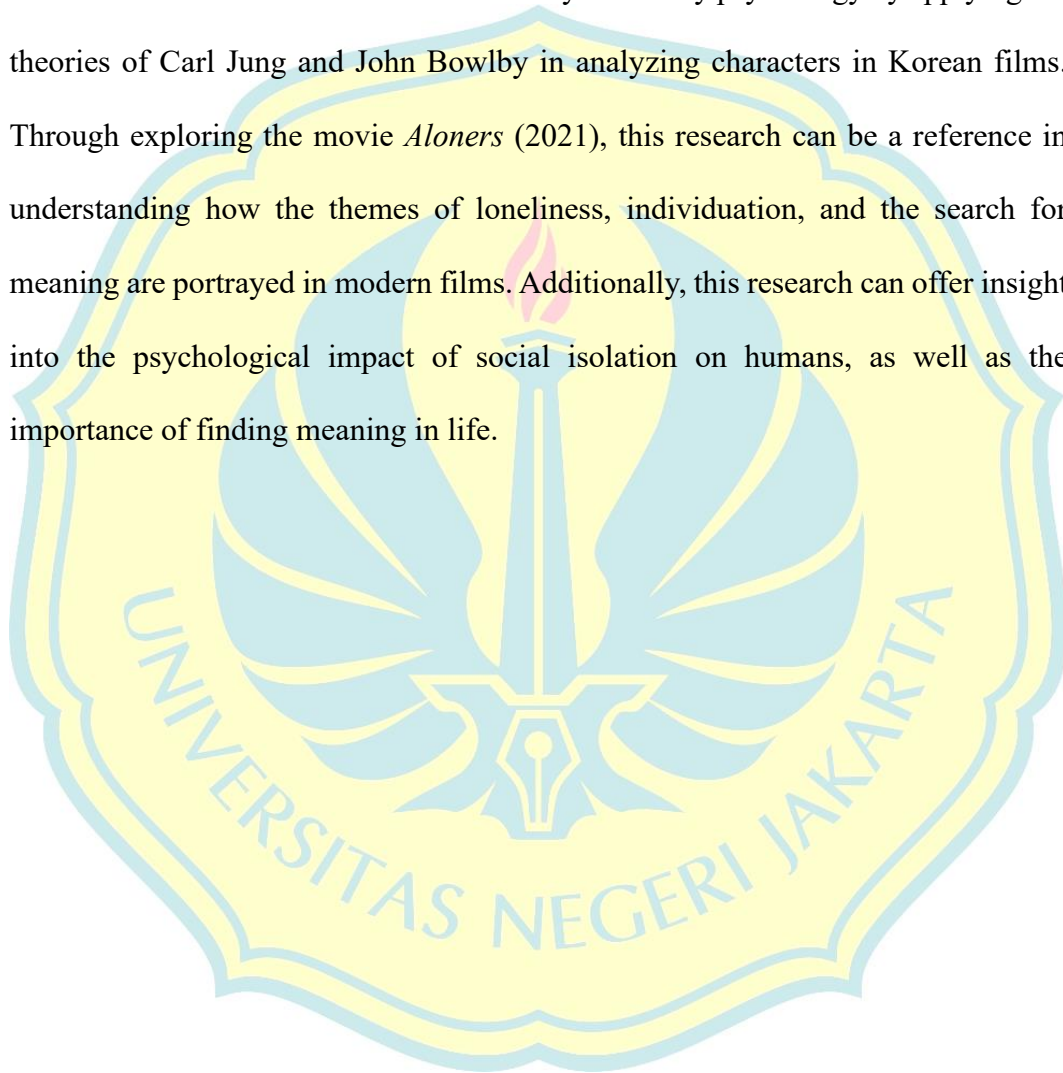 theories of Carl Jung and John Bowlby in analyzing characters in Korean films.
Through exploring the movie Aloners (2021), this research can be a reference in
understanding how the themes of loneliness, individuation, and the search for
meaning are portrayed in modern films. Additionally, this research can offer insight
into the psychological impact of social isolation on humans, as well as the
importance of finding meaning in life.
UNIVERSITAS NEGERI JAKARTA